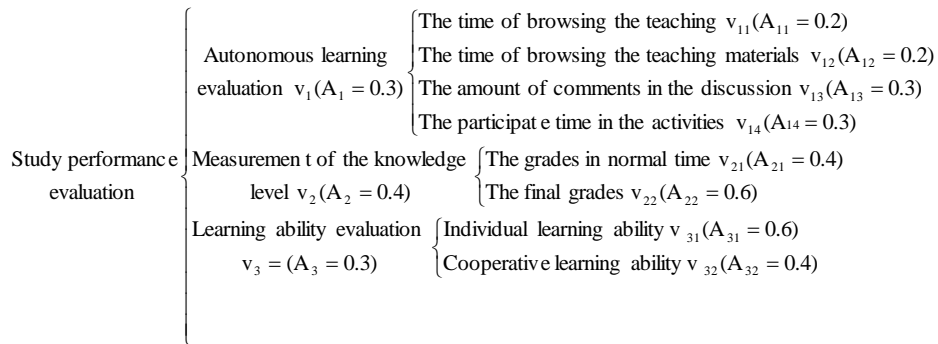 Study performance evaluation
Autonomous learning
evaluation v₁(A₁ = 0.3)
The time of browsing the teaching v₁₁(A₁₁ = 0.2)
The time of browsing the teaching materials v₁₂(A₁₂ = 0.2)
The amount of comments in the discussion v₁₃(A₁₃ = 0.3)
The participat e time in the activities v₁₄(A14 = 0.3)
Measuremen t of the knowledge
level v₂(A₂ = 0.4)
The grades in normal time v₂₁(A₂₁ = 0.4)
The final grades v₂₂(A₂₂ = 0.6)
Learning ability evaluation
v₃ = (A₃ = 0.3)
Individual learning ability v ₃₁(A₃₁ = 0.6)
Cooperative learning ability v ₃₂(A₃₂ = 0.4)